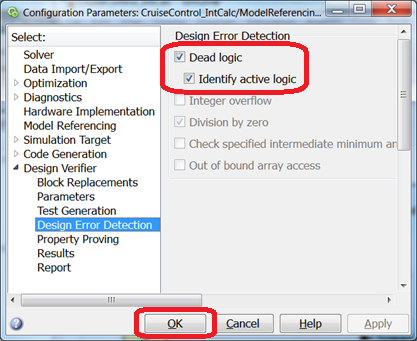 Configuration Parameters: CruiseControl_IntCalc/ModelReferencin...
Select:
Solver
Data Import/Export
Optimization
Diagnostics
Hardware Implementation
Model Referencing
Simulation Target
Code Generation
Design Verifier
Block Replacements
Parameters
Test Generation
Design Error Detection
Property Proving
Results
Report
Design Error Detection
Dead logic
Identify active logic
Integer overflow
Division by zero
Check specified intermediate minimum an
Out of bound array access
OK
Cancel
Help
Apply